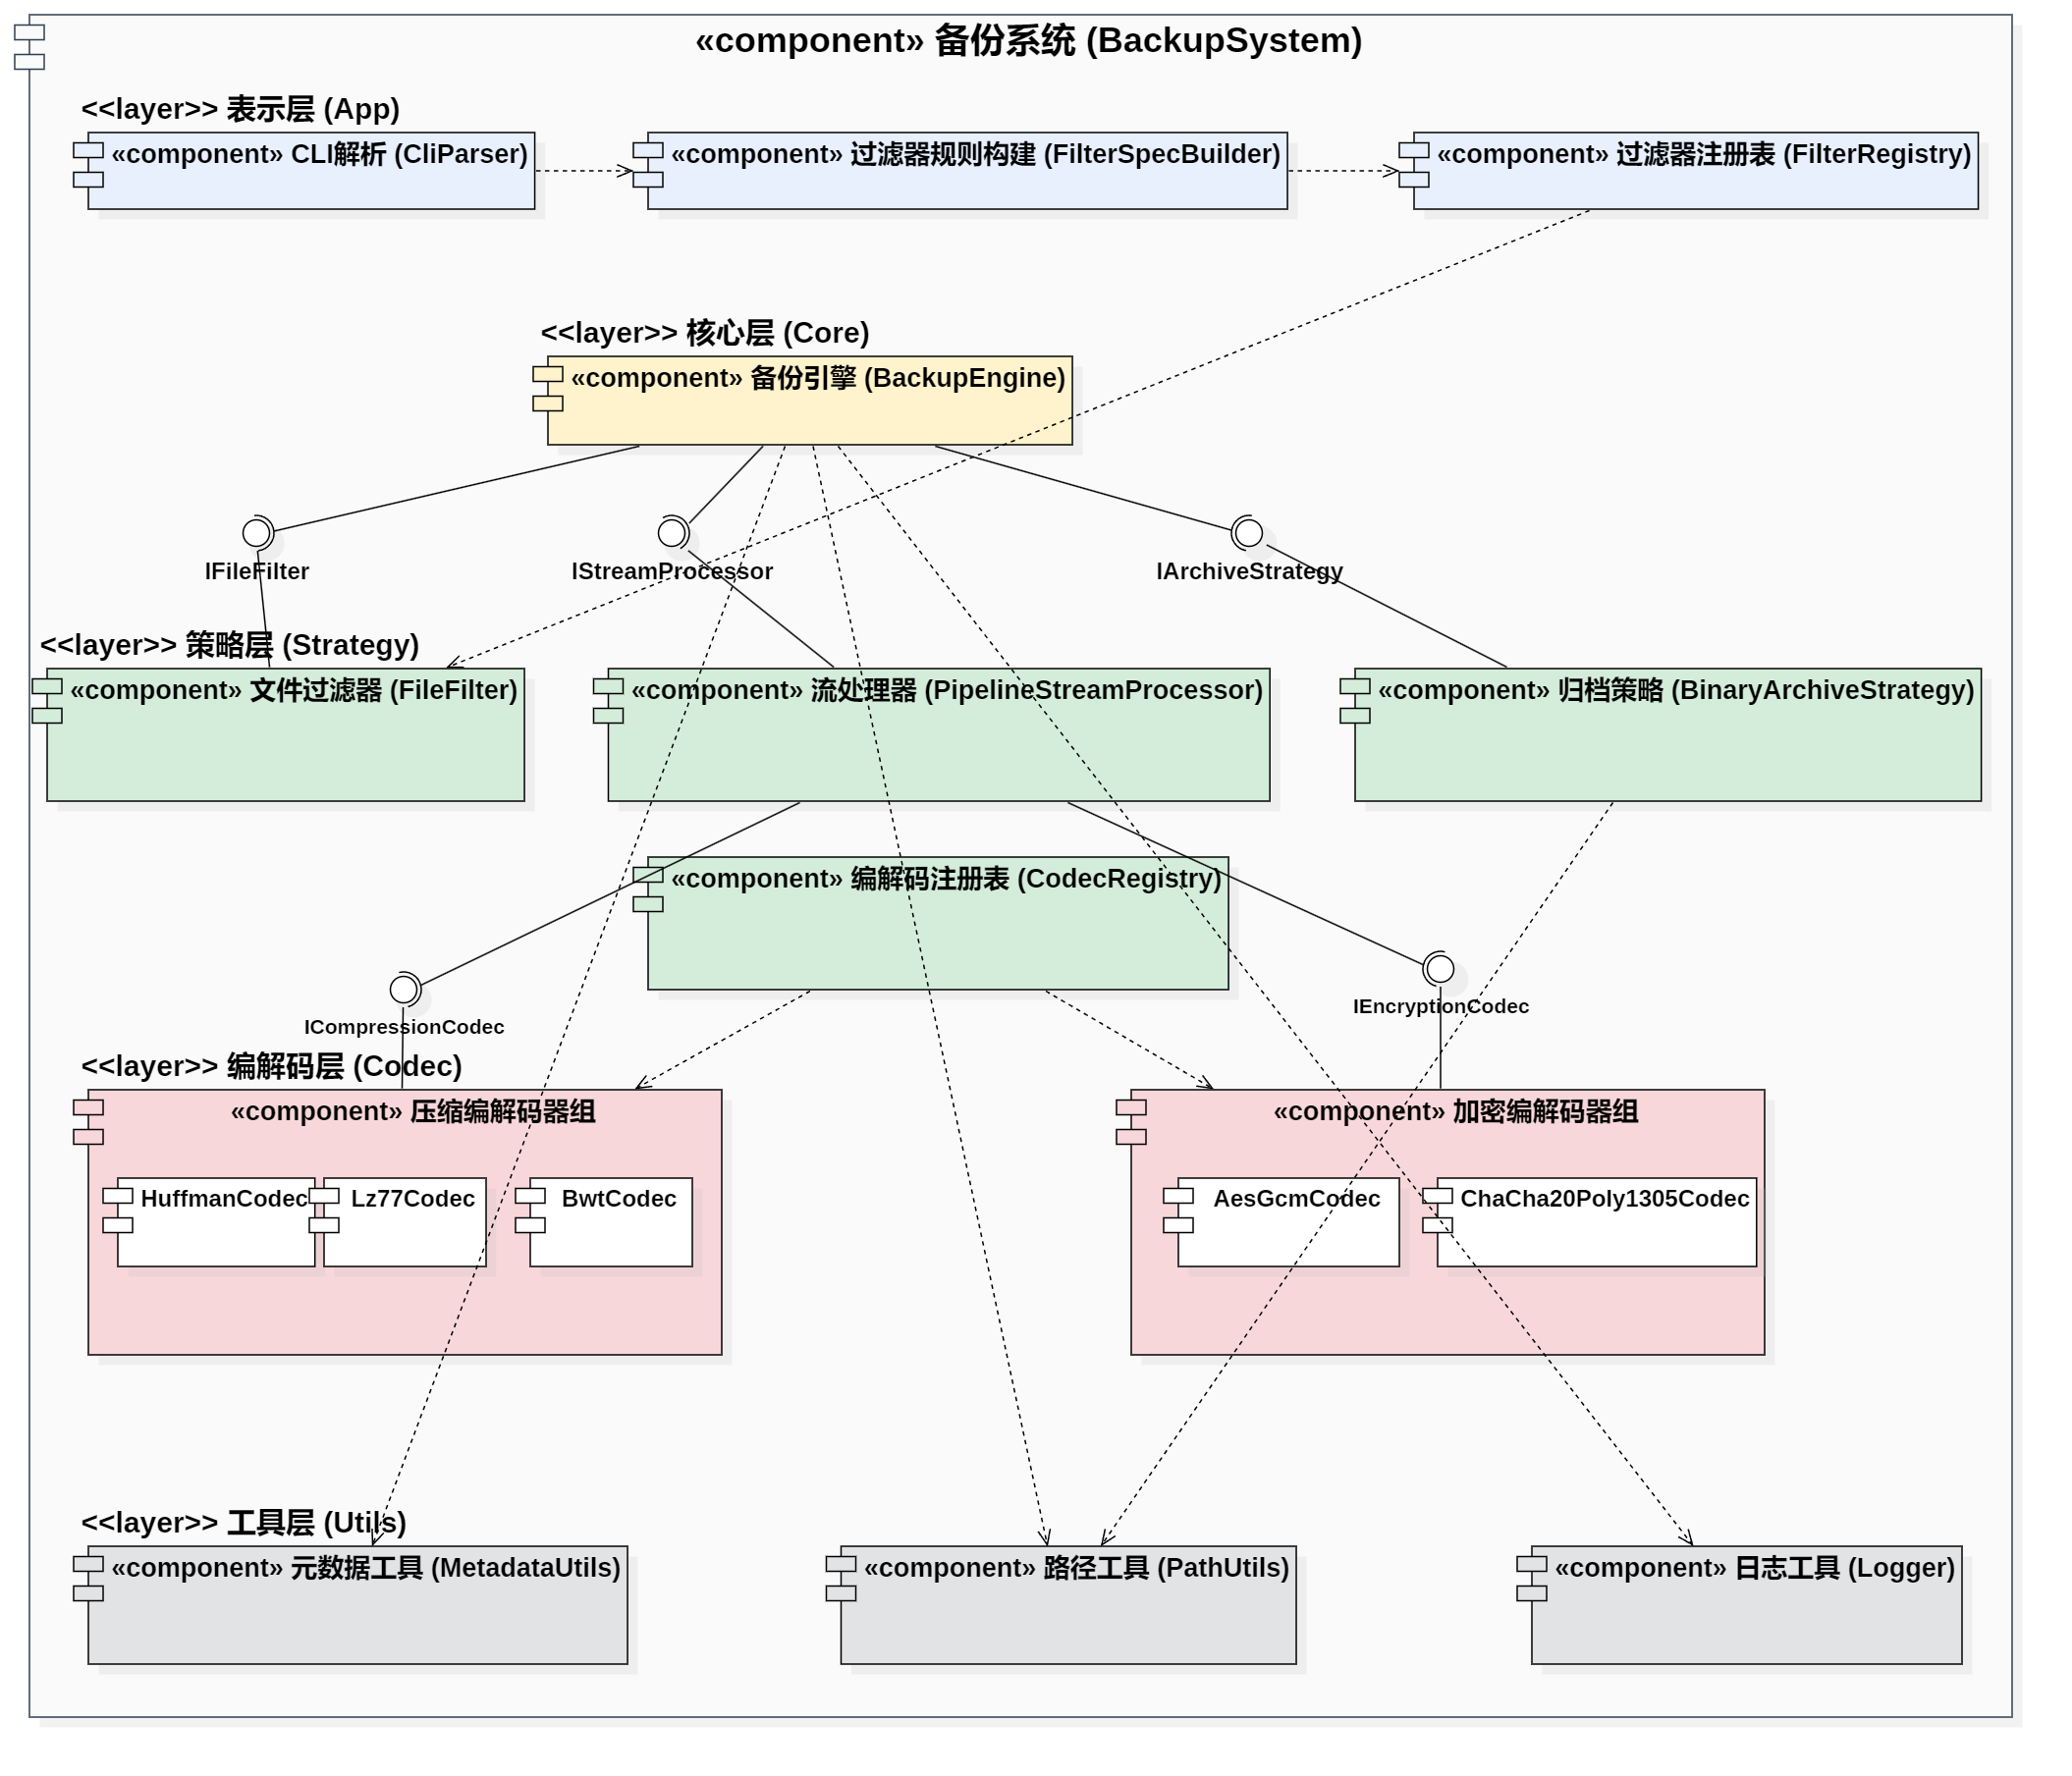 «component» 备份系统 (BackupSystem)
<<layer>> 表示层 (App)
«component» CLI解析 (CliParser)
«component» 过滤器规则构建 (FilterSpecBuilder)
«component» 过滤器注册表 (FilterRegistry)
<<layer>> 核心层 (Core)
«component» 备份引擎 (BackupEngine)
IFileFilter
IStreamProcessor
IArchiveStrategy
<<layer>> 策略层 (Strategy)
«component» 文件过滤器 (FileFilter)
«component» 流处理器 (PipelineStreamProcessor)
«component» 归档策略 (BinaryArchiveStrategy)
«component» 编解码注册表 (CodecRegistry)
ICompressionCodec
IEncryptionCodec
<<layer>> 编解码层 (Codec)
«component» 压缩编解码器组
«component» 加密编解码器组
HuffmanCodec
Lz77Codec
BwtCodec
AesGcmCodec
ChaCha20Poly1305Codec
<<layer>> 工具层 (Utils)
«component» 元数据工具 (MetadataUtils)
«component» 路径工具 (PathUtils)
«component» 日志工具 (Logger)